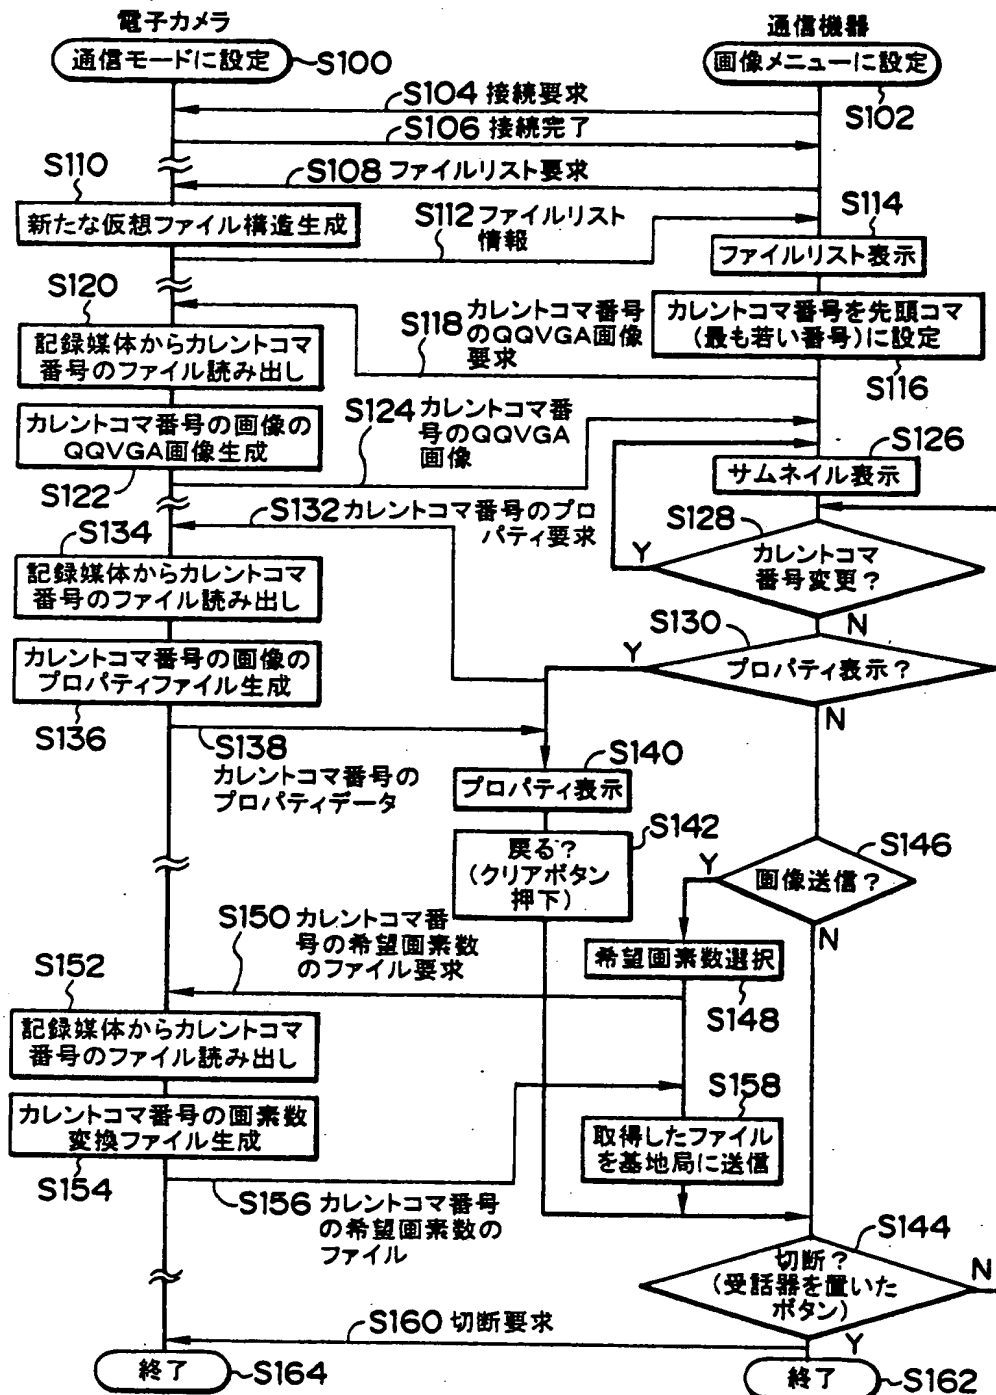 電子カメラ
通信機器
通信モードに設定
S100
画像メニューに設定
S102
S104 接続要求
S106 接続完了
S108 ファイルリスト要求
S110
新たな仮想ファイル構造生成
S112 ファイルリスト
情報
S114
ファイルリスト表示
カレントコマ番号を先頭コマ
(最も若い番号)に設定
S116
S118
カレントコマ番号
のQQVGA画像
要求
S120
記録媒体からカレントコマ
番号のファイル読み出し
カレントコマ番号の画像の
QQVGA画像生成
S122
S124 カレントコマ番
号のQQVGA
画像
S126
サムネイル表示
S128
カレントコマ
番号変更?
Y
N
S130
プロパティ表示?
Y
N
S132 カレントコマ番号のプロ
パティ要求
S134
記録媒体からカレントコマ
番号のファイル読み出し
カレントコマ番号の画像の
プロパティファイル生成
S136
S138
カレントコマ番号の
プロパティデータ
S140
プロパティ表示
S142
戻る?
(クリアボタン
押下)
S146
画像送信?
Y
N
希望画素数選択
S148
S150 カレントコマ番
号の希望画素数
のファイル要求
S152
記録媒体からカレントコマ
番号のファイル読み出し
カレントコマ番号の画素数
変換ファイル生成
S154
S156 カレントコマ番号
の希望画素数の
ファイル
S158
取得したファイル
を基地局に送信
S144
切断?
(受話器を置いた
ボタン)
N
Y
S160 切断要求
終了
S164
終了
S162